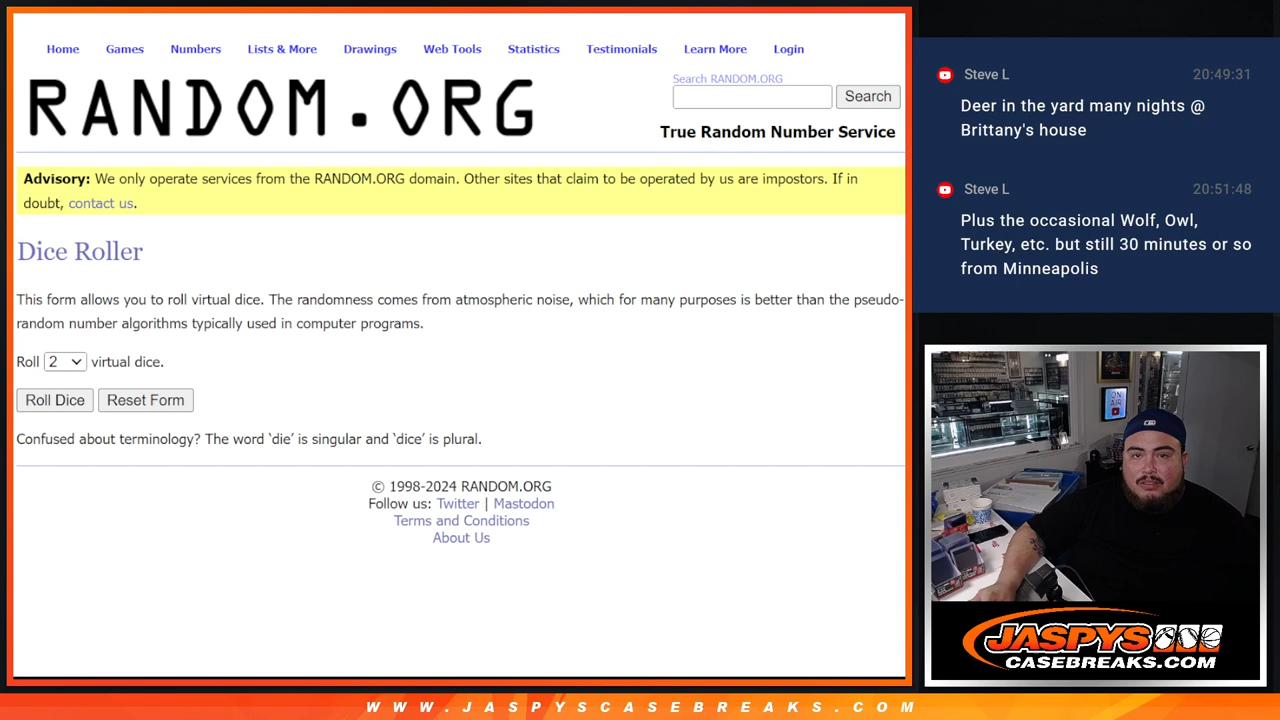 Home Games Numbers Lists & More Drawings Web Tools Statistics Testimonials Learn More Login
RANDOM.ORG
Search RANDOM.ORG
Search
True Random Number Service
Advisory: We only operate services from the RANDOM.ORG domain. Other sites that claim to be operated by us are impostors. If in
doubt, contact us.
Dice Roller
This form allows you to roll virtual dice. The randomness comes from atmospheric noise, which for many purposes is better than the pseudo-
random number algorithms typically used in computer programs.
Roll 2 virtual dice.
Roll Dice Reset Form
Confused about terminology? The word ‘die’ is singular and ‘dice’ is plural.
© 1998-2024 RANDOM.ORG
Follow us: Twitter | Mastodon
Terms and Conditions
About Us
Steve L 20:49:31
Deer in the yard many nights @
Brittany's house
Steve L 20:51:48
Plus the occasional Wolf, Owl,
Turkey, etc. but still 30 minutes or so
from Minneapolis
ON
AIR
JASPYS
CASEBREAKS.COM
WWW.JASPYSCASEBREAKS.COM